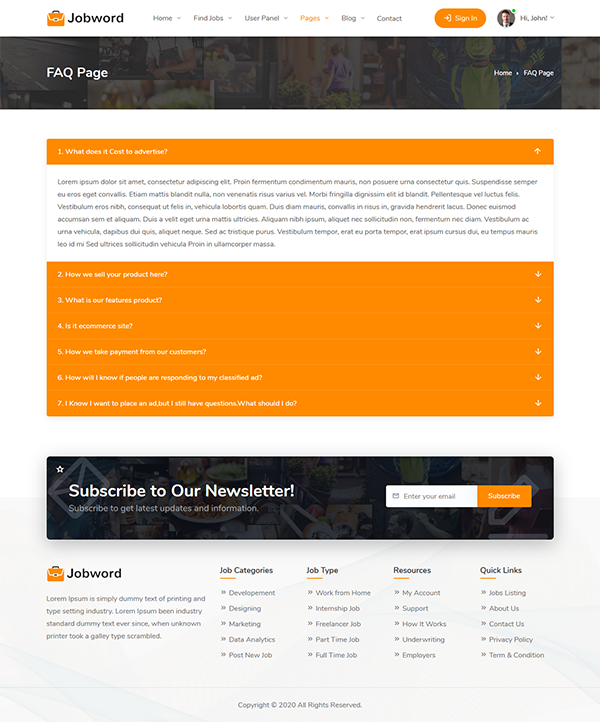 Jobword
Home Find Jobs User Panel Pages Blog Contact Sign In Hi, John!
FAQ Page
Home FAQ Page
1. What does it Cost to advertise?
Lorem ipsum dolor sit amet, consectetur adipiscing elit. Proin fermentum condimentum mauris, non posuere urna consectetur quis. Suspendisse semper
eu eros eget convallis. Etiam mattis blandit nulla, non venenatis risus varius vel. Morbi fringilla dignissim elit id blandit. Pellentesque vel luctus felis.
Vestibulum eros nibh, consequat ut felis in, vehicula lobortis quam. Duis diam mauris, convallis in risus in, gravida hendrerit lacus. Donec euismod
accumsan sem et aliquam. Duis a velit eget urna mattis ultricies. Aliquam nibh ipsum, aliquet nec sollicitudin non, fermentum nec diam. Vestibulum ac
urna vehicula, dapibus dui quis, aliquet neque. Sed ac tristique purus. Vestibulum tempor, erat eu porta tempor, erat ipsum cursus dui, eu tempus mauris
leo id mi Sed ultrices sollicitudin vehicula Proin in ullamcorper massa.
2. How we sell your product here?
3. What is our features product?
4. Is it ecommerce site?
5. How we take payment from our customers?
6. How will I know if people are responding to my classified ad?
7. I Know I want to place an ad,but I still have questions.What should I do?
Subscribe to Our Newsletter!
Subscribe to get latest updates and information.
Enter your email Subscribe
Jobword
Lorem Ipsum is simply dummy text of printing and
type setting industry. Lorem Ipsum been industry
standard dummy text ever since, when unknown
printer took a galley type scrambled.
Job Categories
Developement
Designing
Marketing
Data Analytics
Post New Job
Job Type
Work from Home
Internship Job
Freelancer Job
Part Time Job
Full Time Job
Resources
My Account
Support
How It Works
Underwriting
Employers
Quick Links
Jobs Listing
About Us
Contact Us
Privacy Policy
Term & Condition
Copyright © 2020 All Rights Reserved.